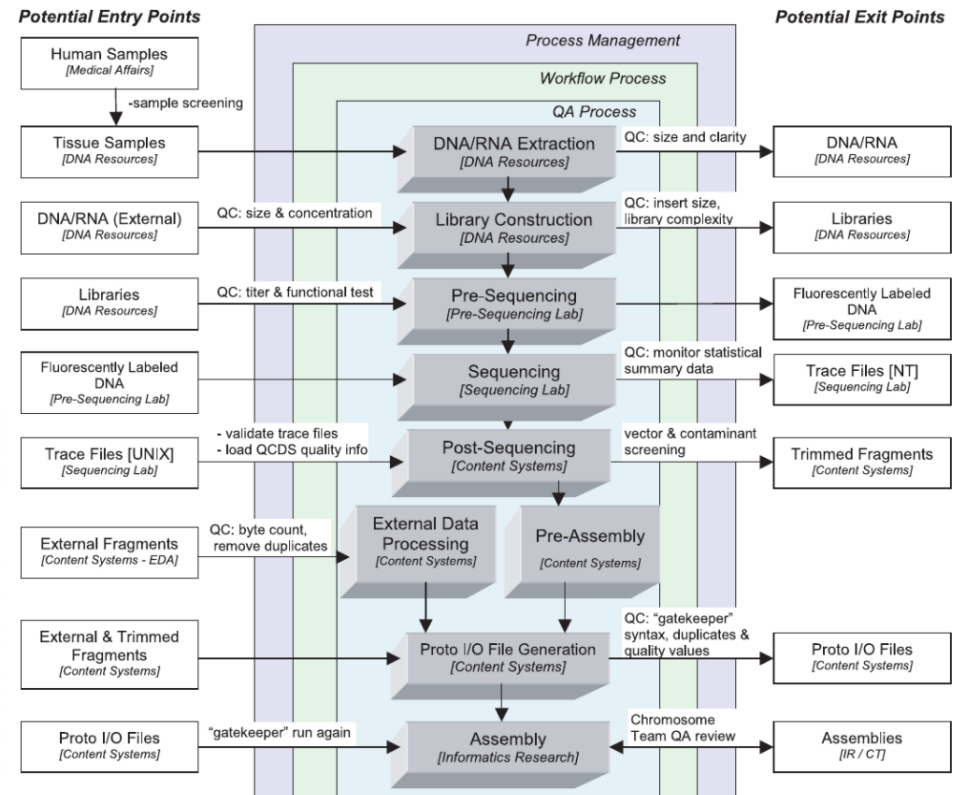 Potential Entry Points
Potential Exit Points
Process Management
Workflow Process
QA Process
Human Samples
[Medical Affairs]
-sample screening
Tissue Samples
[DNA Resources]
DNA/RNA Extraction
[DNA Resources]
QC: size and clarity
DNA/RNA
[DNA Resources]
DNA/RNA (External)
[DNA Resources]
QC: size & concentration
Library Construction
[DNA Resources]
QC: insert size,
library complexity
Libraries
[DNA Resources]
Libraries
[DNA Resources]
QC: titer & functional test
Pre-Sequencing
[Pre-Sequencing Lab]
Fluorescently Labeled
DNA
[Pre-Sequencing Lab]
Fluorescently Labeled
DNA
[Pre-Sequencing Lab]
Sequencing
[Sequencing Lab]
QC: monitor statistical
summary data
Trace Files [NT]
[Sequencing Lab]
Trace Files [UNIX]
[Sequencing Lab]
- validate trace files
- load QCDS quality info
Post-Sequencing
[Content Systems]
vector & contaminant
screening
Trimmed Fragments
[Content Systems]
External Fragments
[Content Systems - EDA]
QC: byte count,
remove duplicates
External Data
Processing
[Content Systems]
Pre-Assembly
[Content Systems]
External & Trimmed
Fragments
[Content Systems]
Proto I/O File Generation
[Content Systems]
QC: “gatekeeper”
syntax, duplicates &
quality values
Proto I/O Files
[Content Systems]
Proto I/O Files
[Content Systems]
“gatekeeper” run again
Assembly
[Informatics Research]
Chromosome
Team QA review
Assemblies
[IR / CT]